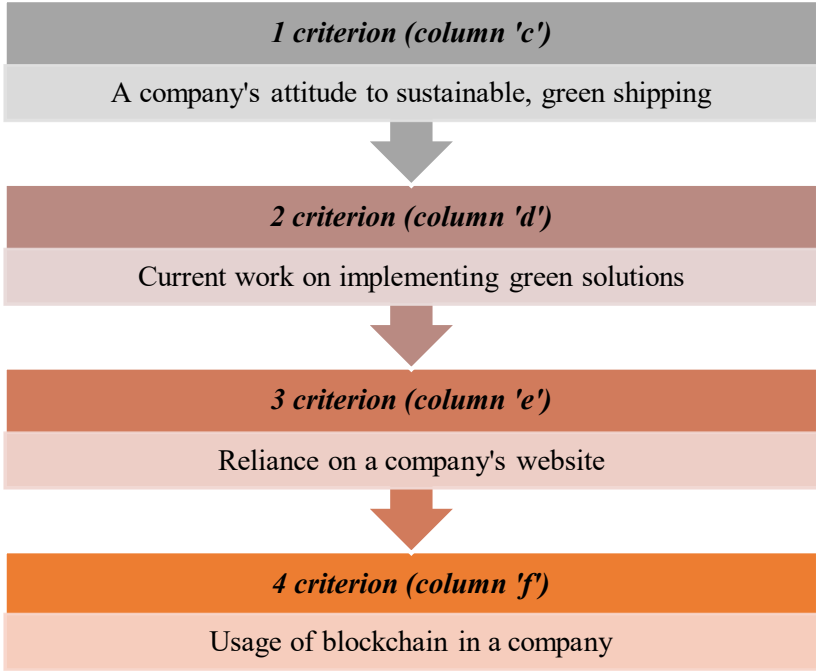 1 criterion (column 'c')
A company's attitude to sustainable, green shipping
2 criterion (column 'd')
Current work on implementing green solutions
3 criterion (column 'e')
Reliance on a company's website
4 criterion (column 'f')
Usage of blockchain in a company